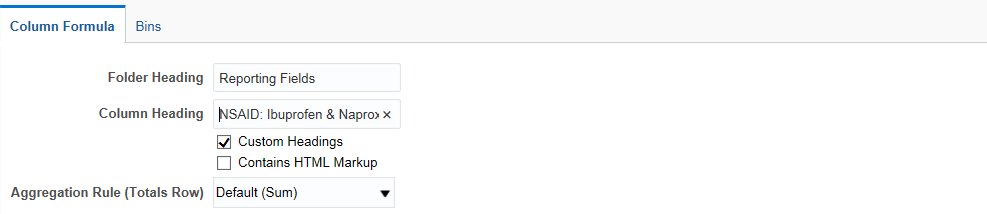 Column Formula Bins
Folder Heading Reporting Fields
Column Heading NSAID: Ibuprofen &
Custom Headings
Contains HTML Markup
Aggregation Rule (Totals Row) Default (Sum)